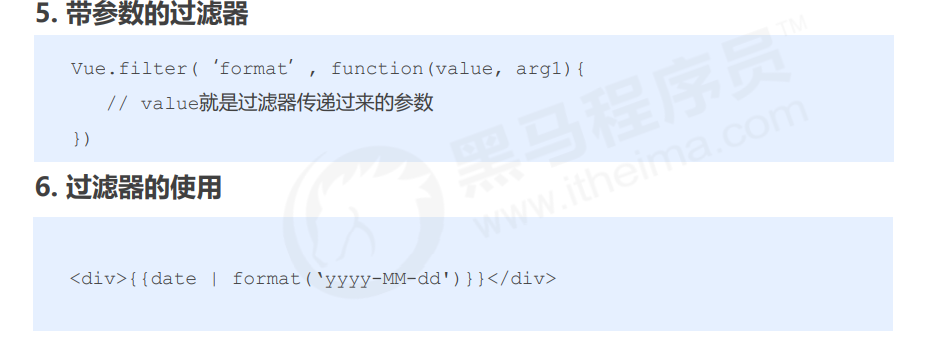 5. 带参数的过滤器
Vue.filter( ‘format’ , function(value, arg1){
// value就是过滤器传递过来的参数
})
6. 过滤器的使用
<div>{{date | format(‘yyyy-MM-dd')}}</div>
黑马程序员™
www.itheima.com